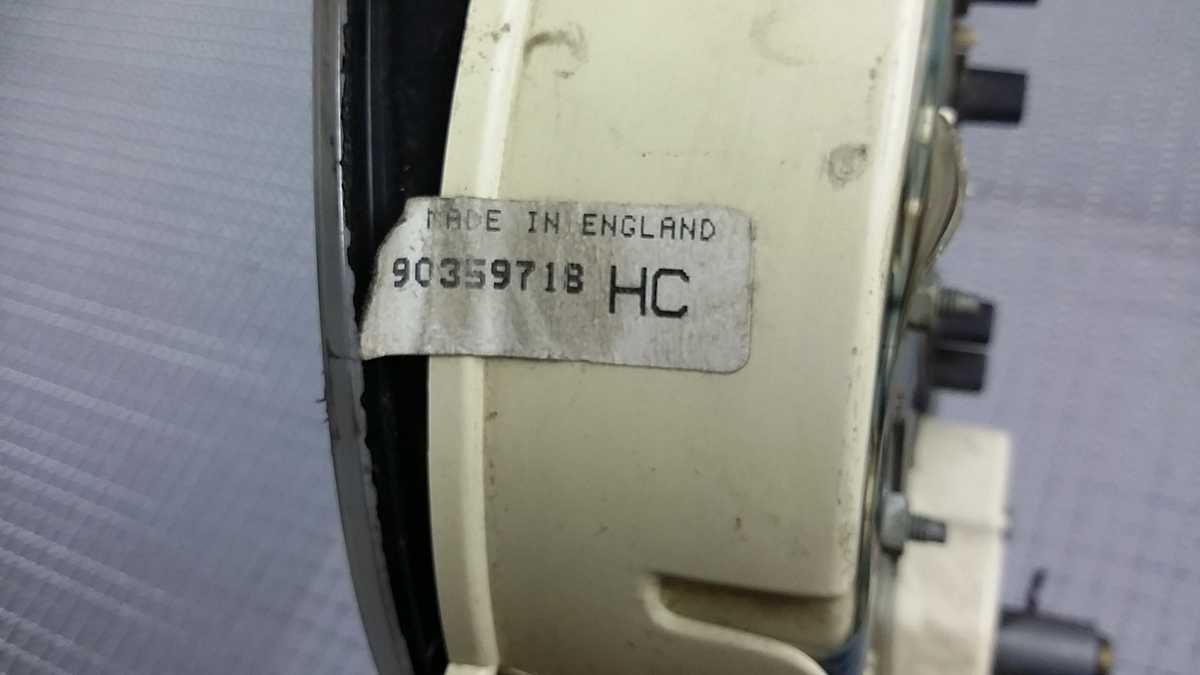 MADE IN ENGLAND
90359718 HC